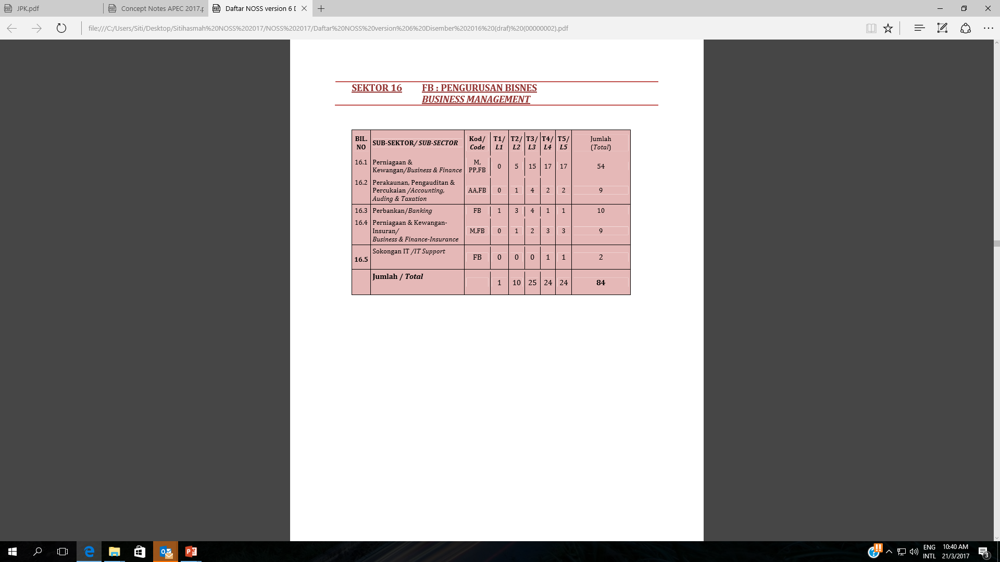 JPK.pdf
Concept Notes APEC 2017.p
Daftar NOSS version 6 D
file:///C:/Users/Siti/Desktop/Sitihasmah%20NOSS%202017/NOSS%202017/Daftar%20NOSS%20version%206%20Disember%202016%20(draf)%20(00000002).pdf
SEKTOR 16 FB : PENGURUSAN BISNES
BUSINESS MANAGEMENT
BIL. NO SUB-SEKTOR/ SUB-SECTOR Kod/ Code T1/ L1 T2/ L2 T3/ L3 T4/ L4 T5/ L5 Jumlah (Total)
16.1 Perniagaan & Kewangan/Business & Finance M, PP,FB 0 5 15 17 17 54
16.2 Perakaunan, Pengauditan & Percukaian /Accounting, Auding & Taxation AA,FB 0 1 4 2 2 9
16.3 Perbankan/Banking FB 1 3 4 1 1 10
16.4 Perniagaan & Kewangan-Insuran/ Business & Finance-Insurance M,FB 0 1 2 3 3 9
16.5 Sokongan IT /IT Support FB 0 0 0 1 1 2
Jumlah / Total 1 10 25 24 24 84
ENG
INTL
10:40 AM
21/3/2017
3